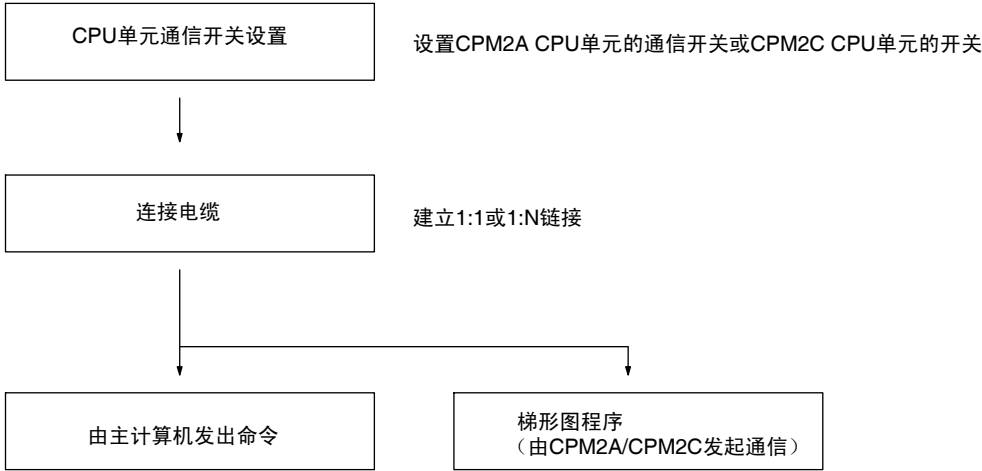 CPU单元通信开关设置
设置CPM2A CPU单元的通信开关或CPM2C CPU单元的开关
连接电缆
建立1:1或1:N链接
由主计算机发出命令
梯形图程序
（由CPM2A/CPM2C发起通信）